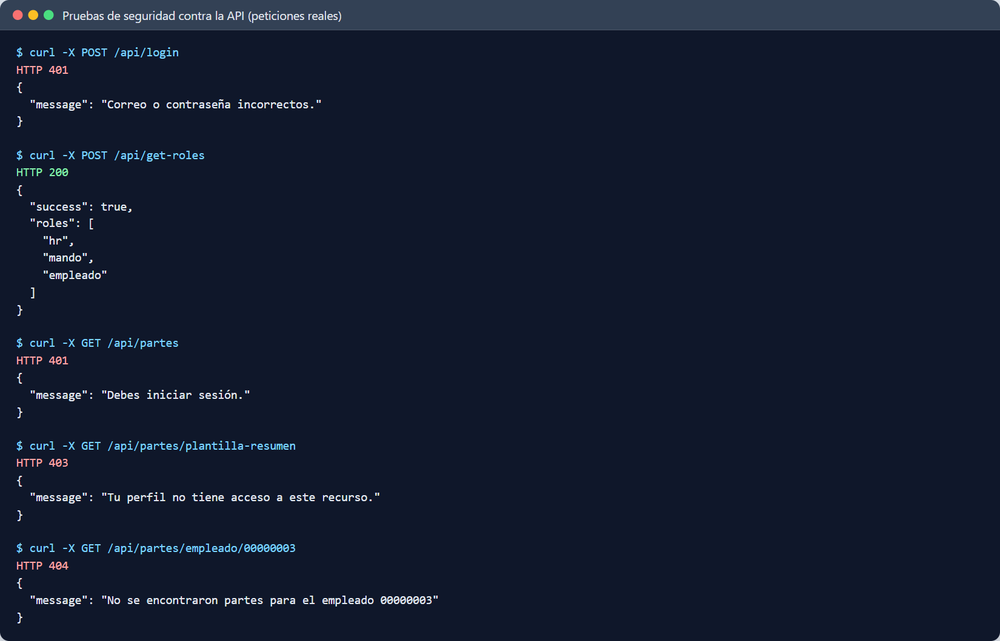 Pruebas de seguridad contra la API (peticiones reales)
$ curl -X POST /api/login
HTTP 401
{
  "message": "Correo o contraseña incorrectos."
}
$ curl -X POST /api/get-roles
HTTP 200
{
  "success": true,
  "roles": [
    "hr",
    "mando",
    "empleado"
  ]
}
$ curl -X GET /api/partes
HTTP 401
{
  "message": "Debes iniciar sesión."
}
$ curl -X GET /api/partes/plantilla-resumen
HTTP 403
{
  "message": "Tu perfil no tiene acceso a este recurso."
}
$ curl -X GET /api/partes/empleado/00000003
HTTP 404
{
  "message": "No se encontraron partes para el empleado 00000003"
}